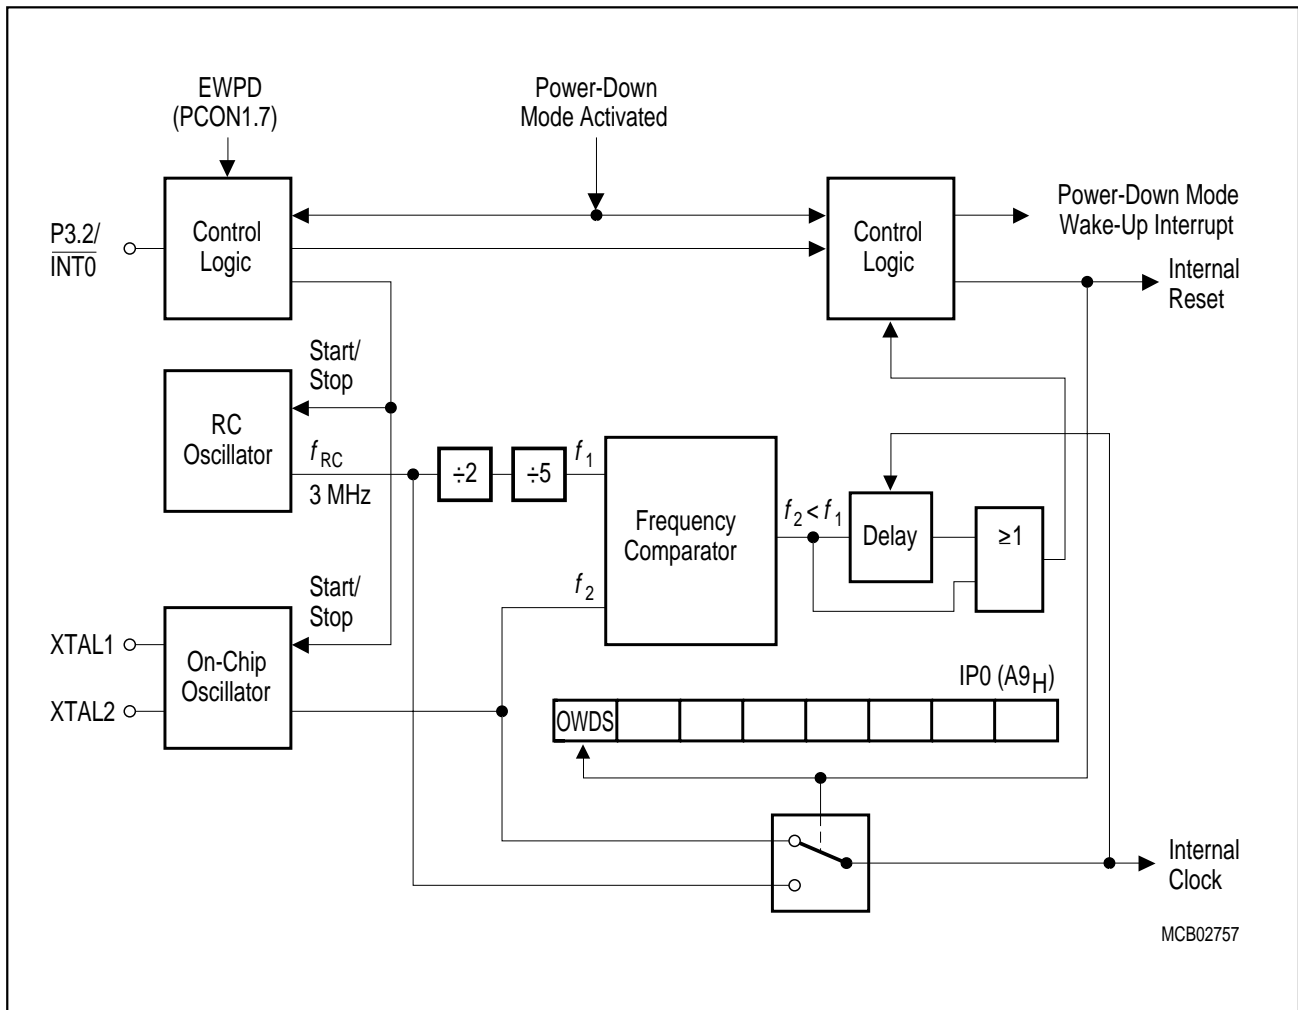 EWPD
(PCON1.7)
Power-Down
Mode Activated
P3.2/
INT0
Control
Logic
Control
Logic
Power-Down Mode
Wake-Up Interrupt
Internal
Reset
Start/
Stop
RC
Oscillator
f RC
3 MHz
÷2
÷5
f 1
Frequency
Comparator
f 2 < f 1
Delay
≥1
f 2
Start/
Stop
XTAL1
XTAL2
On-Chip
Oscillator
IP0 (A9H)
OWDS
Internal
Clock
MCB02757